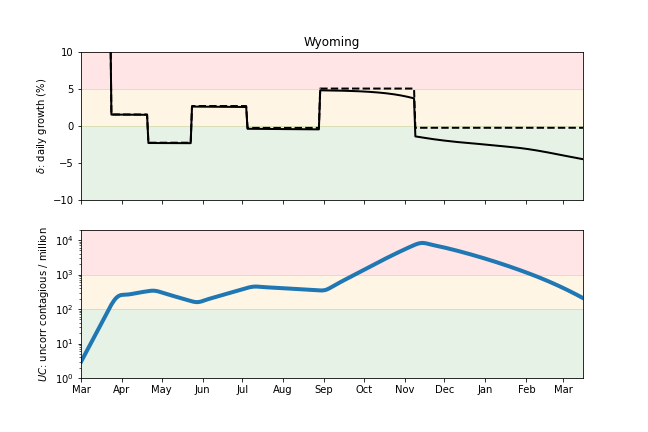 Wyoming
δ: daily growth (%)
10
5
0
−5
−10
UC: uncorr contagious / million
10⁴
10³
10²
10¹
10⁰
Mar Apr May Jun Jul Aug Sep Oct Nov Dec Jan Feb Mar